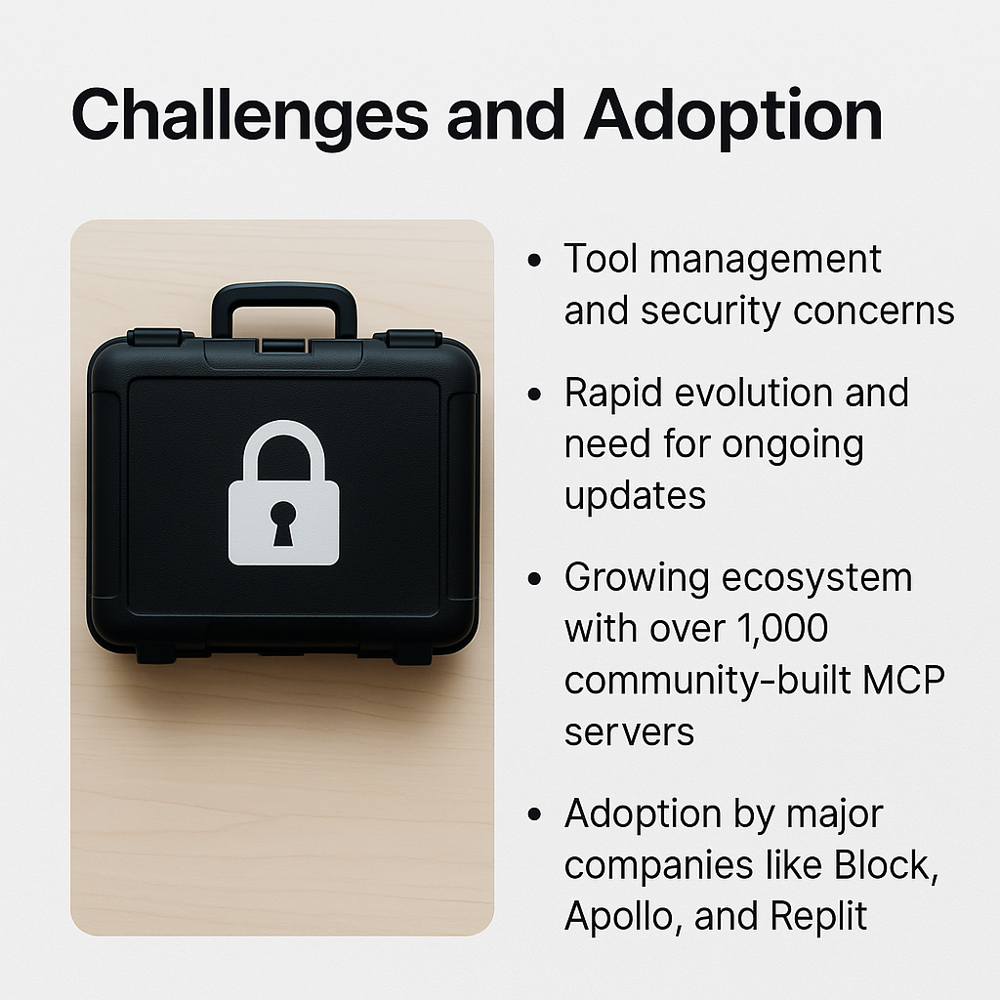 Challenges and Adoption
• Tool management
and security concerns
• Rapid evolution and
need for ongoing
updates
• Growing ecosystem
with over 1,000
community-built MCP
servers
• Adoption by major
companies like Block,
Apollo, and Replit